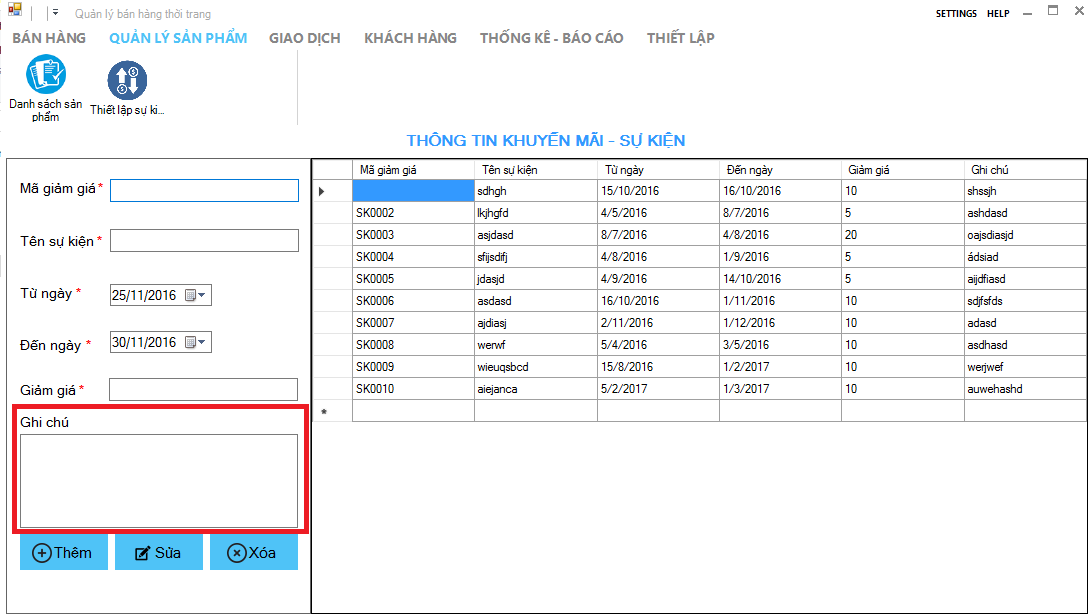 Quản lý bán hàng thời trang
SETTINGS HELP
BÁN HÀNG QUẢN LÝ SẢN PHẨM GIAO DỊCH KHÁCH HÀNG THỐNG KÊ - BÁO CÁO THIẾT LẬP
Danh sách sản
phẩm
Thiết lập sự ki...
THÔNG TIN KHUYẾN MÃI - SỰ KIỆN
Mã giảm giá*
Tên sự kiện *
Từ ngày * 25/11/2016
Đến ngày * 30/11/2016
Giảm giá *
Ghi chú
Thêm Sửa Xóa
Mã giảm giá Tên sự kiện Từ ngày Đến ngày Giảm giá Ghi chú
sdhgh 15/10/2016 16/10/2016 10 shssjh
SK0002 lkjhgfd 4/5/2016 8/7/2016 5 ashdasd
SK0003 asjdasd 8/7/2016 4/8/2016 20 oajsdiasjd
SK0004 sfijsdifj 4/8/2016 1/9/2016 5 ádsiad
SK0005 jdasjd 4/9/2016 14/10/2016 5 aijdfiasd
SK0006 asdasd 16/10/2016 1/11/2016 10 sdjfsfds
SK0007 ajdiasj 2/11/2016 1/12/2016 10 adasd
SK0008 werwf 5/4/2016 3/5/2016 10 asdhasd
SK0009 wieuqsbcd 15/8/2016 1/2/2017 10 werjwef
SK0010 aiejanca 5/2/2017 1/3/2017 10 auwehashd
*